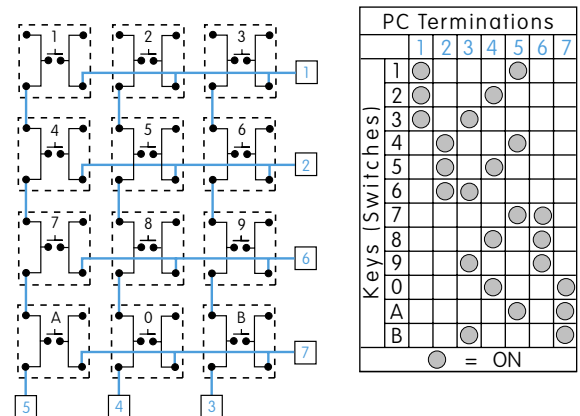 1 2 3
1
4 5 6
2
7 8 9
6
A 0 B
7
5 4 3
PC Terminations
1 2 3 4 5 6 7
Keys (Switches)
1
2
3
4
5
6
7
8
9
0
A
B
= ON